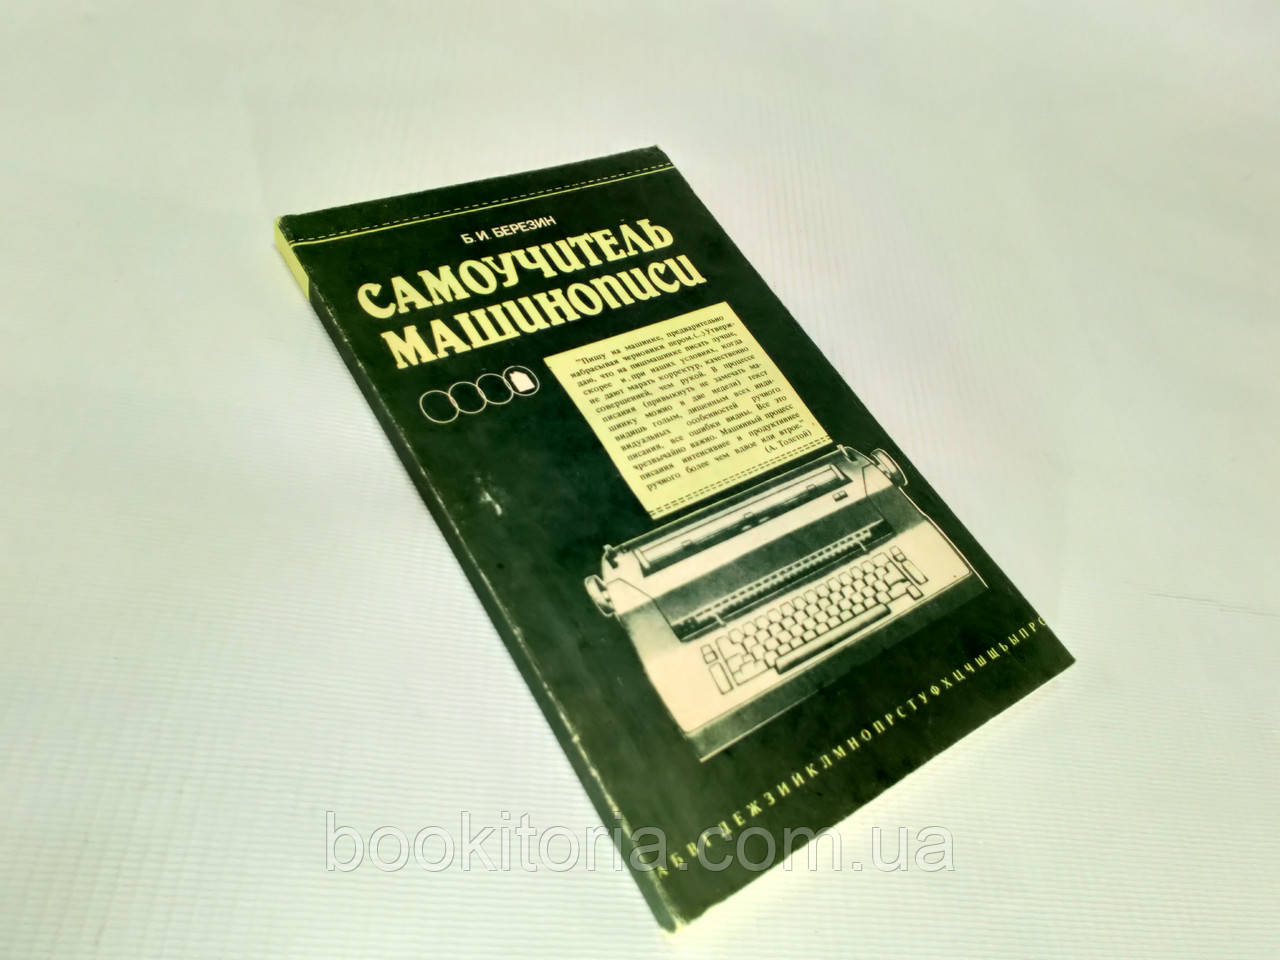 Б. И. БЕРЕЗИН
САМОУЧИТЕЛЬ
МАШИНОПИСИ
"Пишу на машинке, предварительно
набрасывая черновики пером. (...) Утверж-
даю, что на пишмашинке писать лучше,
скорее и, при наших условиях, когда
не дают марать корректур, качественно
совершенней, чем рукой. В процессе
писания (привыкнуть не замечать ма-
шинку можно в две недели) текст
видишь голым, лишенным всех инди-
видуальных особенностей ручного
писания, все ошибки видны. Все это
чрезвычайно важно. Машинный процесс
писания интенсивнее и продуктивнее
ручного более чем вдвое или втрое."
(А. Толстой)
А Б В Г Д Е Ж З И Й К Л М Н О П Р С Т У Ф Х Ц Ч Ш Щ Ь Ы П Р С
bookitoria.com.ua